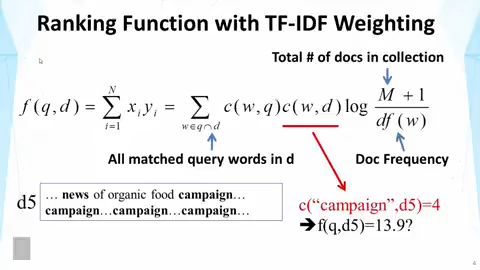 Ranking Function with TF-IDF Weighting
Total # of docs in collection
f(q,d) = ∑_{i=1}^{N} x_i y_i = ∑_{w∈q∩d} c(w,q)c(w,d) log (M+1)/df(w)
All matched query words in d
Doc Frequency
d5
… news of organic food campaign…
campaign…campaign…campaign…
c(“campaign”,d5)=4
➔f(q,d5)=13.9?